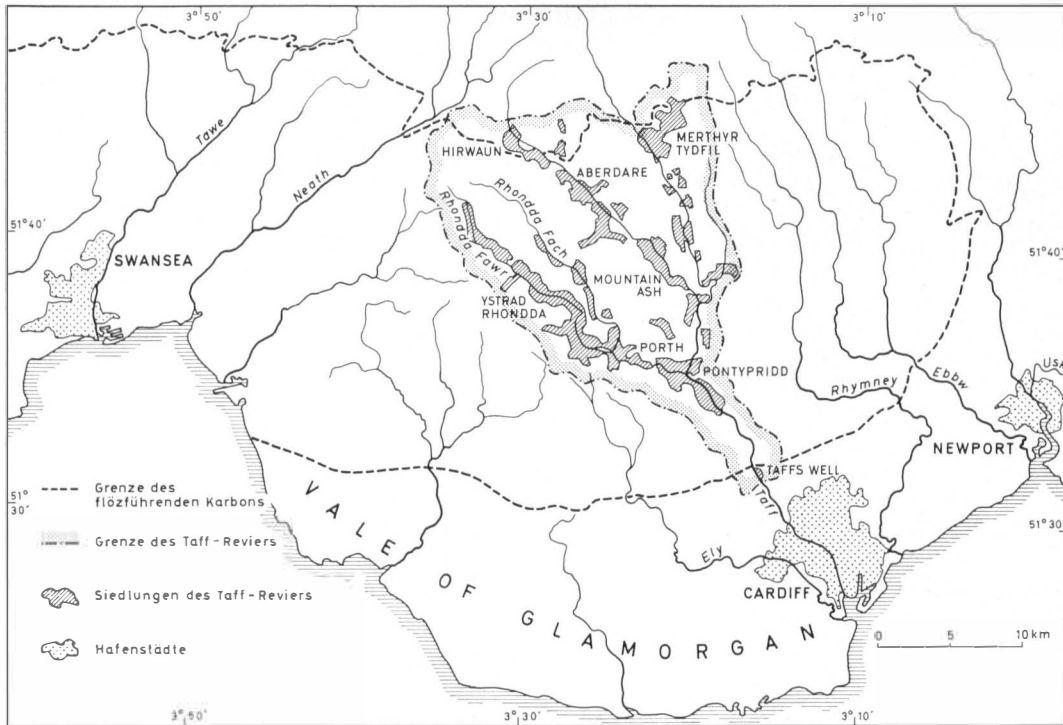 3° 50'
3° 30'
3° 10'
Tawe
Neath
HIRWAUN
MERTHYR
TYDFIL
ABERDARE
Rhondda Fach
Rhondda Fawr
51° 40'
51° 40'
SWANSEA
MOUNTAIN
ASH
YSTRAD
RHONDDA
PORTH
PONTYPRIDD
Rhymney
Ebbw
Usk
NEWPORT
TAFFS WELL
Taff
Grenze des
flözführenden Karbons
51°
30'
51° 30'
Grenze des Taff-Reviers
Ely
CARDIFF
Siedlungen des Taff-Reviers
VALE OF GLAMORGAN
Hafenstädte
0 5 10 km
3° 50'
3° 30'
3° 10'